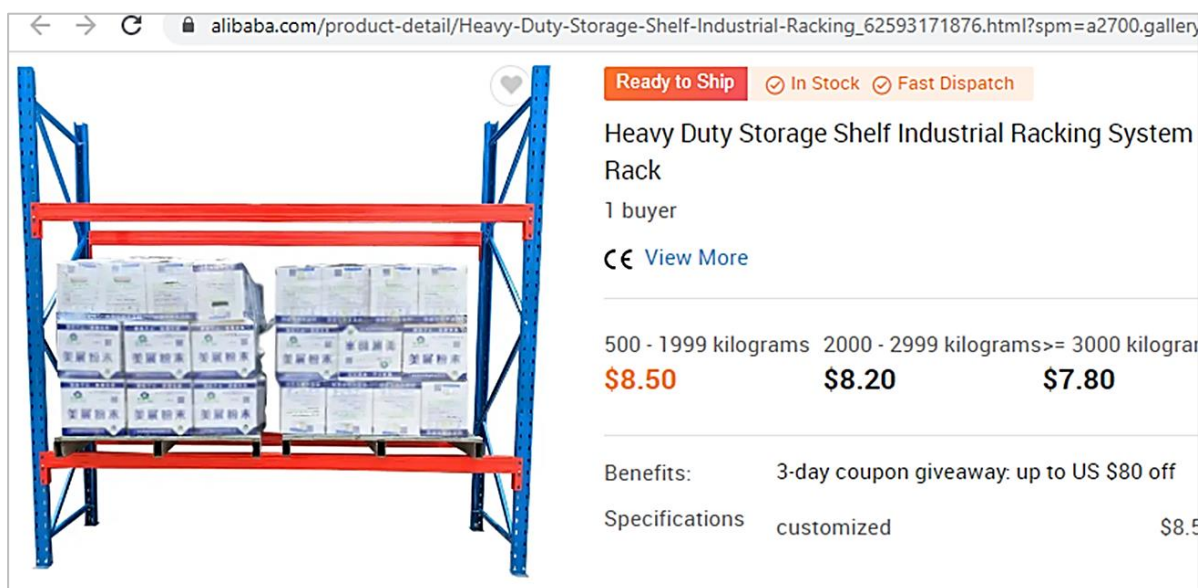 alibaba.com/product-detail/Heavy-Duty-Storage-Shelf-Industrial-Racking_62593171876.html?spm=a2700.gallery
Ready to Ship In Stock Fast Dispatch
Heavy Duty Storage Shelf Industrial Racking System
Rack
1 buyer
CE View More
500 - 1999 kilograms 2000 - 2999 kilograms >= 3000 kilogra
$8.50 $8.20 $7.80
Benefits: 3-day coupon giveaway: up to US $80 off
Specifications customized $8.5